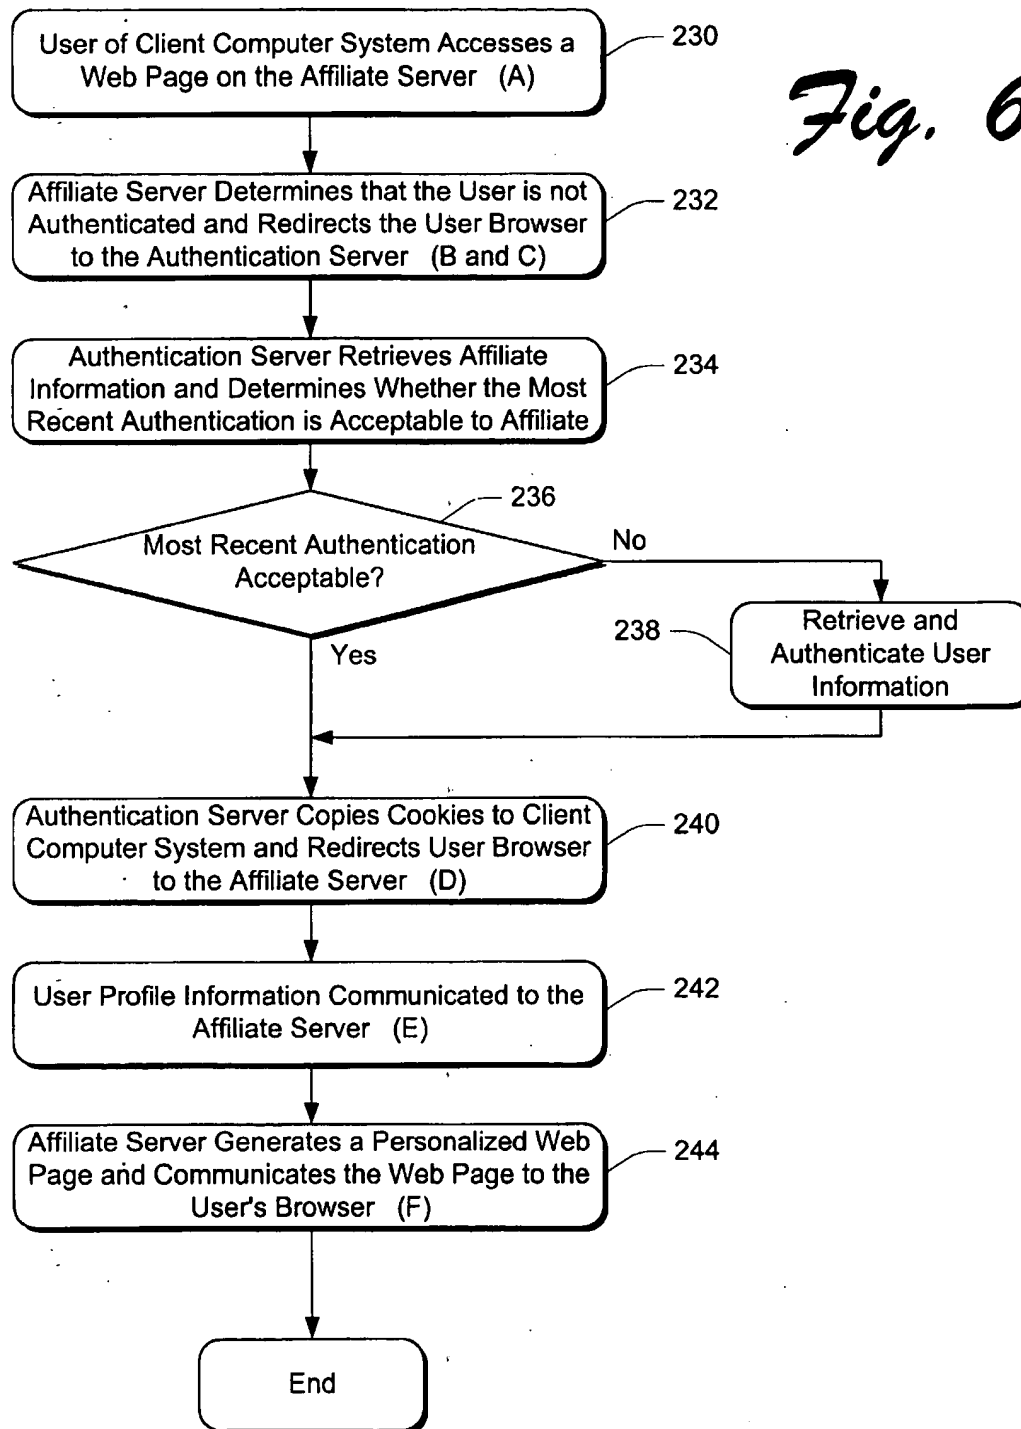 User of Client Computer System Accesses a
Web Page on the Affiliate Server (A)
230
Fig. 6
Affiliate Server Determines that the User is not
Authenticated and Redirects the User Browser
to the Authentication Server (B and C)
232
Authentication Server Retrieves Affiliate
Information and Determines Whether the Most
Recent Authentication is Acceptable to Affiliate
234
236
Most Recent Authentication
Acceptable?
No
Yes
238
Retrieve and
Authenticate User
Information
Authentication Server Copies Cookies to Client
Computer System and Redirects User Browser
to the Affiliate Server (D)
240
User Profile Information Communicated to the
Affiliate Server (E)
242
Affiliate Server Generates a Personalized Web
Page and Communicates the Web Page to the
User's Browser (F)
244
End